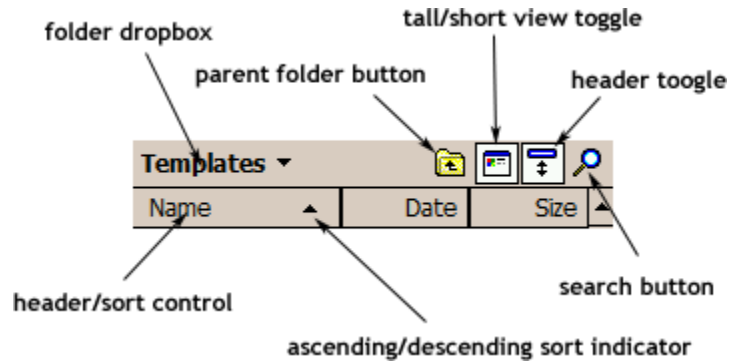 tall/short view toggle
folder dropbox
parent folder button
header toogle
Templates
Name Date Size
search button
header/sort control
ascending/descending sort indicator